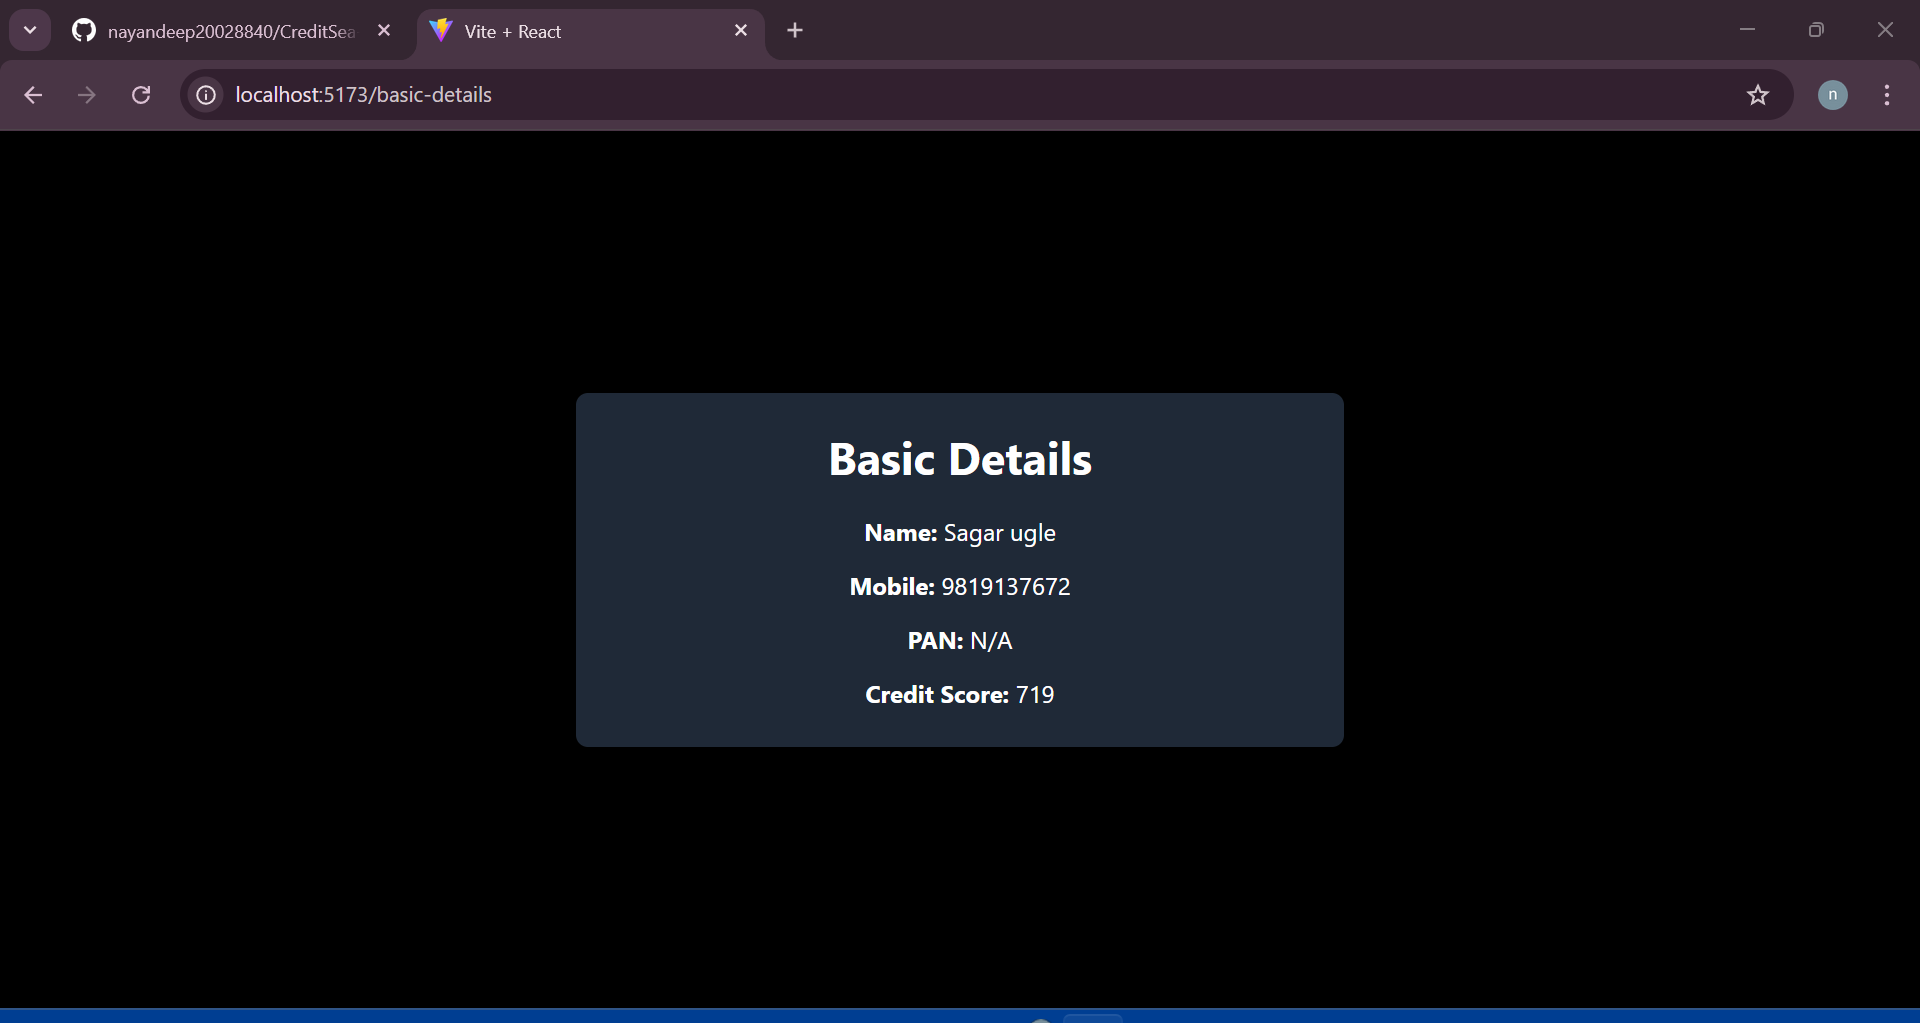 nayandeep20028840/CreditSea
Vite + React
localhost:5173/basic-details
n
Basic Details
Name: Sagar ugle
Mobile: 9819137672
PAN: N/A
Credit Score: 719